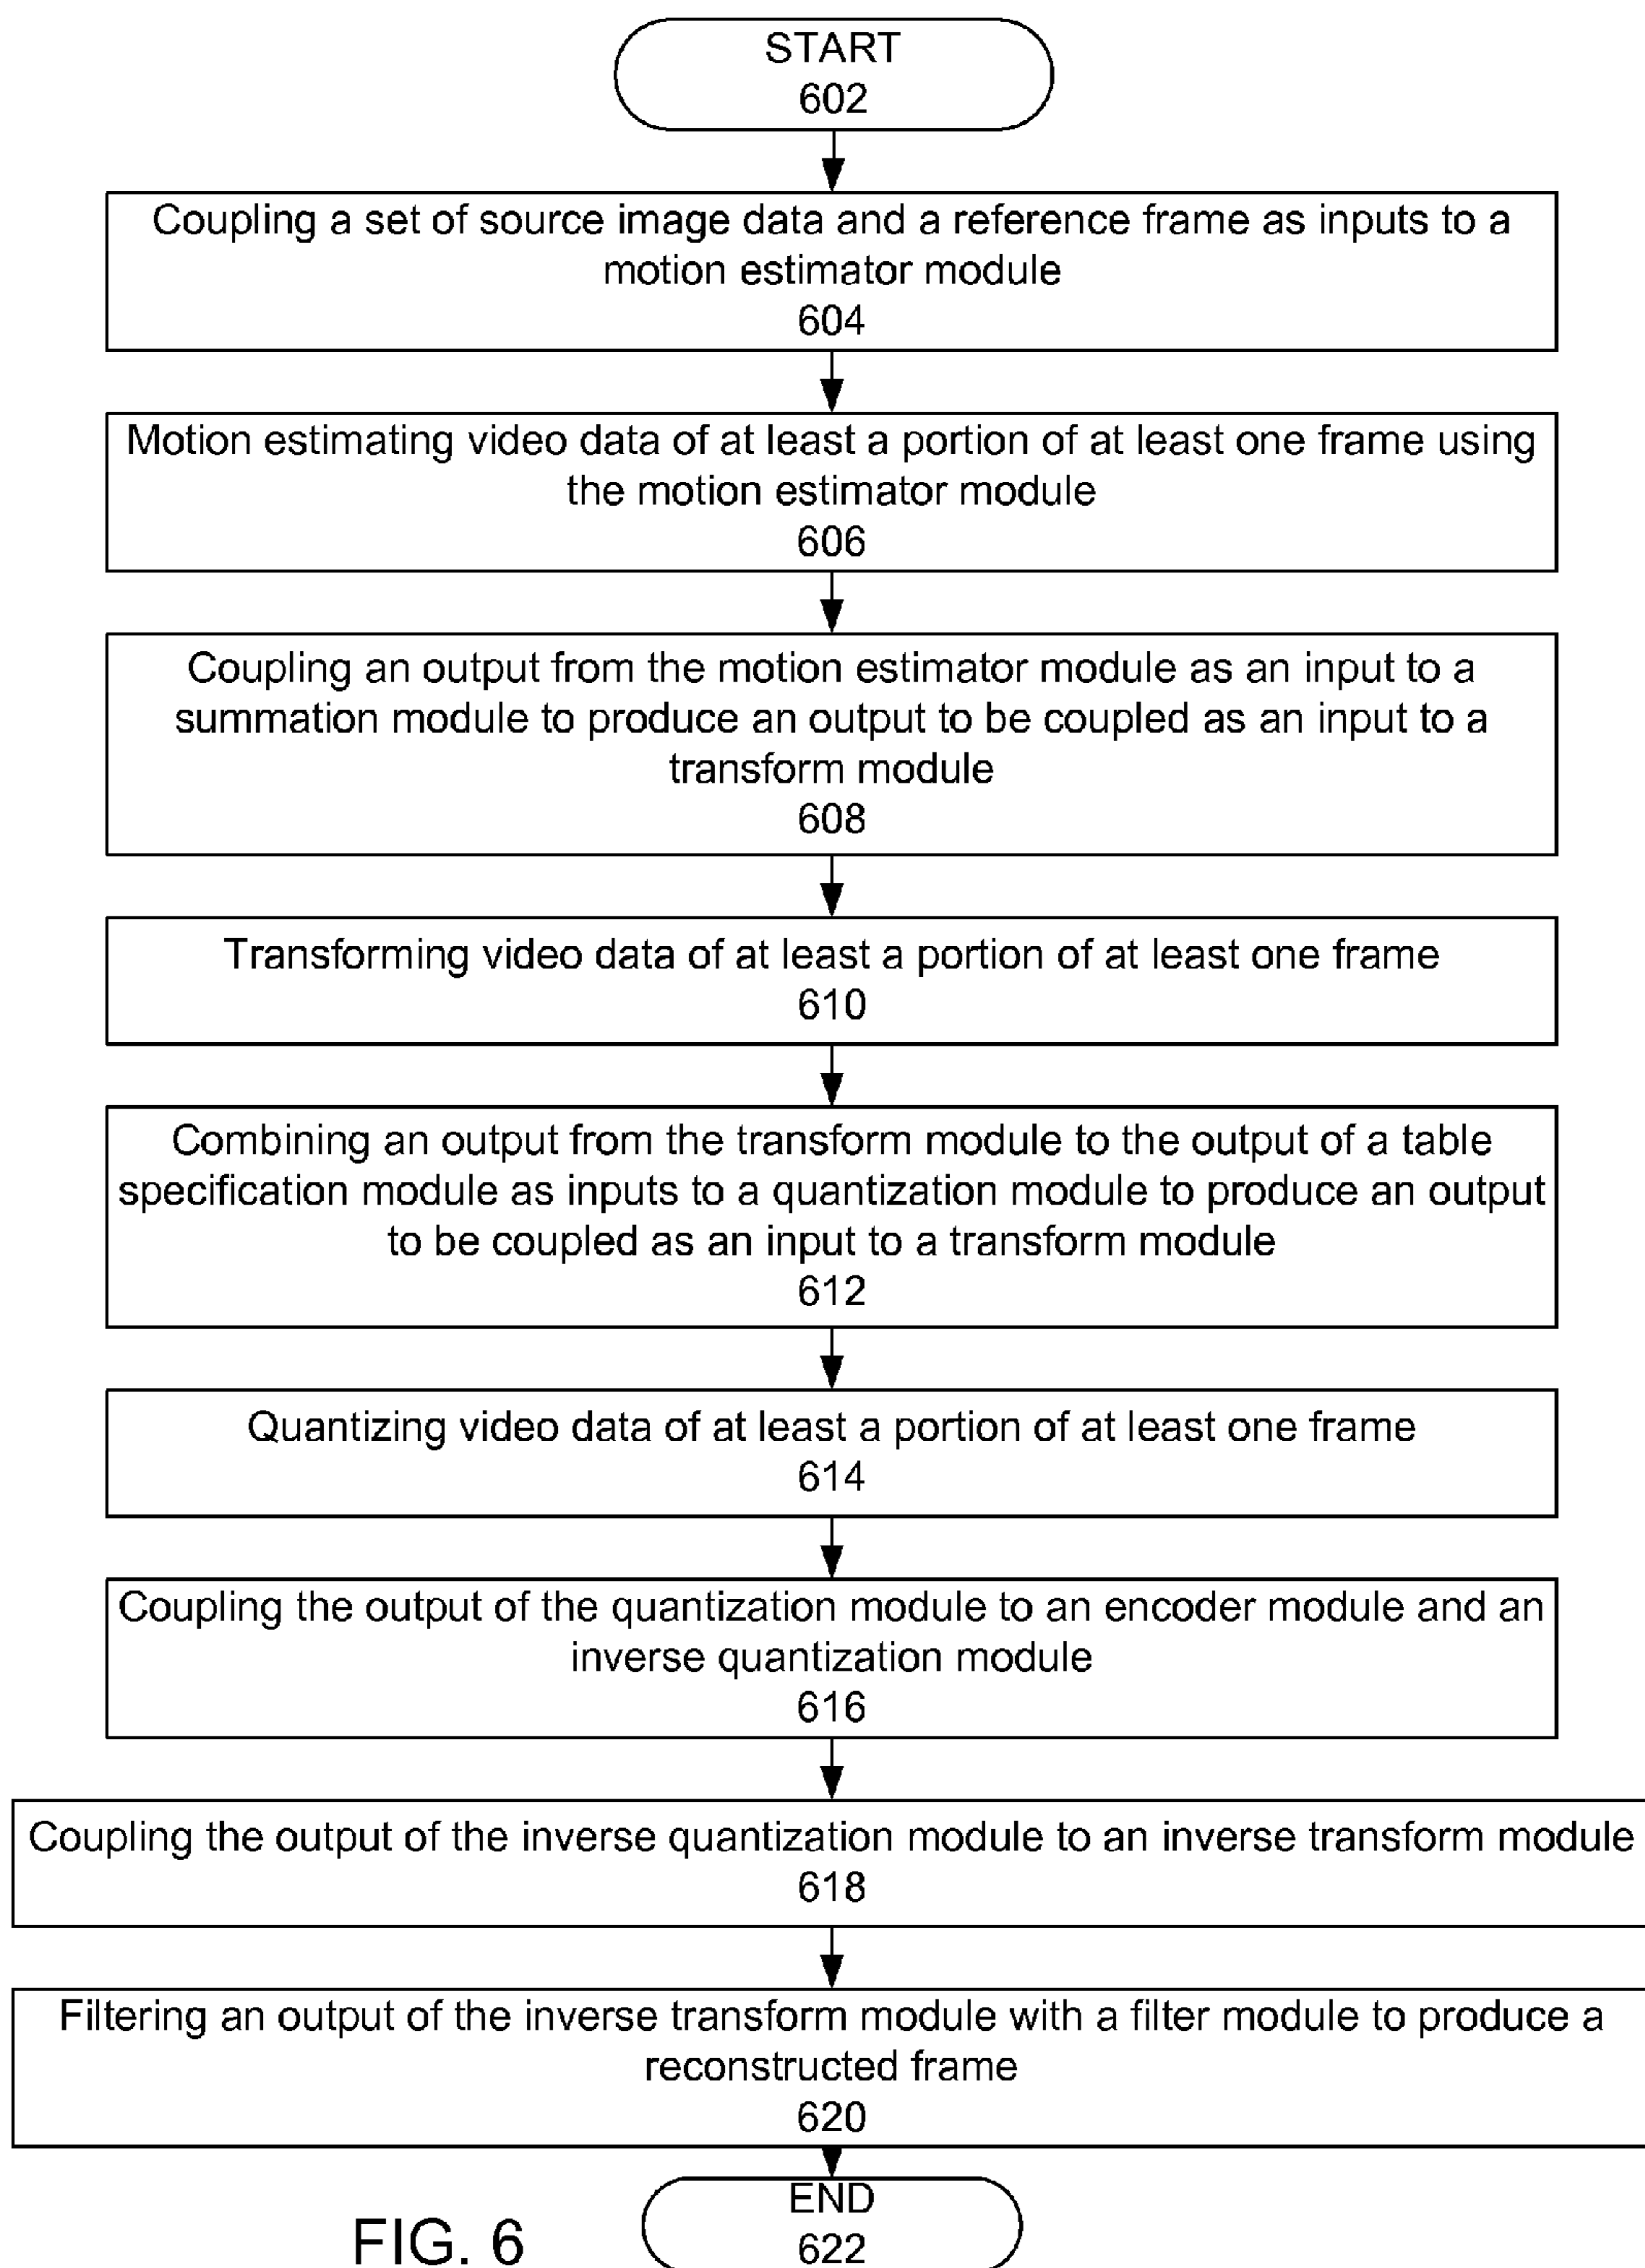 START
602
Coupling a set of source image data and a reference frame as inputs to a
motion estimator module
604
Motion estimating video data of at least a portion of at least one frame using
the motion estimator module
606
Coupling an output from the motion estimator module as an input to a
summation module to produce an output to be coupled as an input to a
transform module
608
Transforming video data of at least a portion of at least one frame
610
Combining an output from the transform module to the output of a table
specification module as inputs to a quantization module to produce an output
to be coupled as an input to a transform module
612
Quantizing video data of at least a portion of at least one frame
614
Coupling the output of the quantization module to an encoder module and an
inverse quantization module
616
Coupling the output of the inverse quantization module to an inverse transform module
618
Filtering an output of the inverse transform module with a filter module to produce a
reconstructed frame
620
END
622
FIG. 6